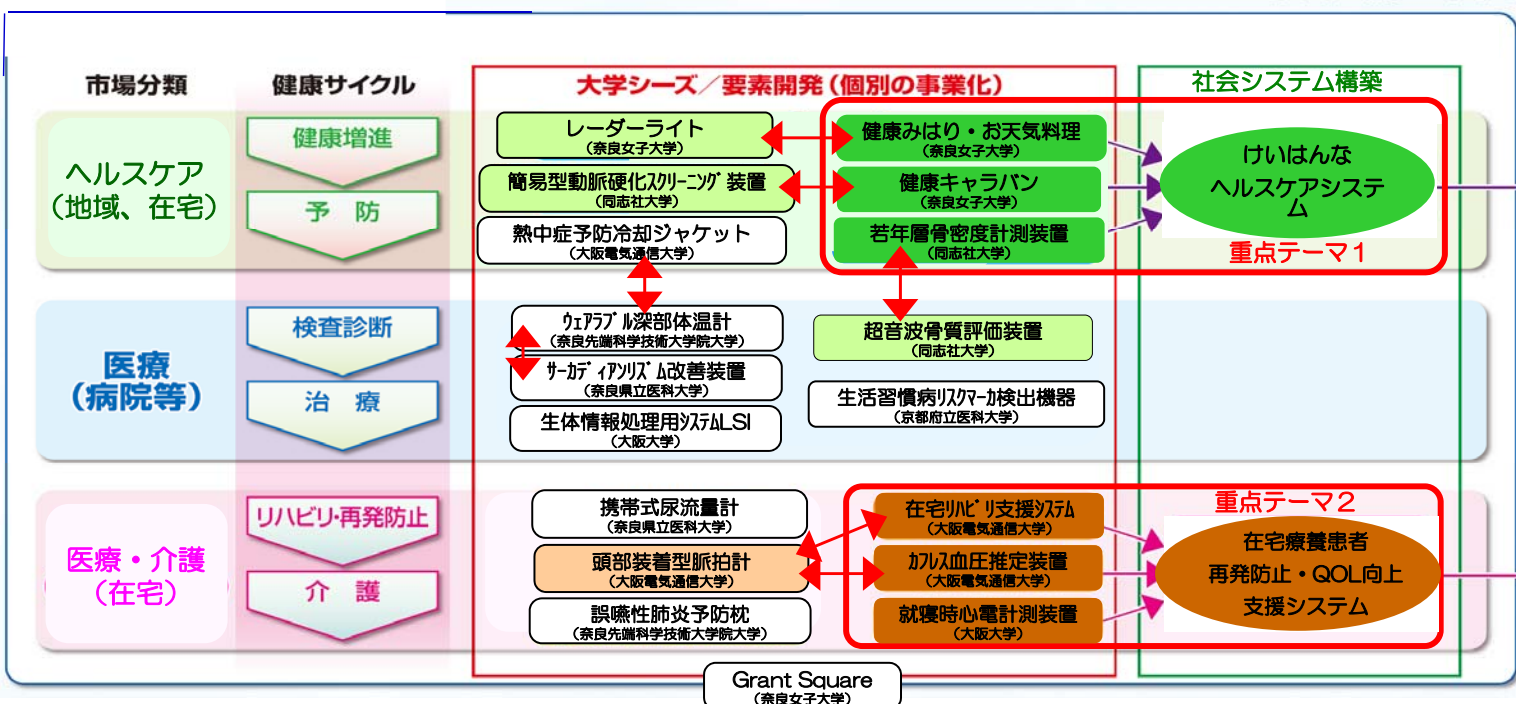 市場分類
健康サイクル
大学シーズ/要素開発(個別の事業化)
社会システム構築
ヘルスケア
(地域、在宅)
健康増進
予 防
レーダーライト
(奈良女子大学)
簡易型動脈硬化ｽｸﾘｰﾆﾝｸﾞ装置
(同志社大学)
熱中症予防冷却ジャケット
(大阪電気通信大学)
健康みはり・お天気料理
(奈良女子大学)
健康キャラバン
(奈良女子大学)
若年層骨密度計測装置
(同志社大学)
けいはんな
ヘルスケアシステ
ム
重点テーマ1
医療
(病院等)
検査診断
治 療
ｳｪｱﾗﾌﾞﾙ深部体温計
(奈良先端科学技術大学院大学)
ｻｰｶﾃﾞｨｱﾝﾘｽﾞﾑ改善装置
(奈良県立医科大学)
生体情報処理用ｼｽﾃﾑLSI
(大阪大学)
超音波骨質評価装置
(同志社大学)
生活習慣病ﾘｽｸﾏｰｶ検出機器
(京都府立医科大学)
医療・介護
(在宅)
リハビリ・再発防止
介 護
携帯式尿流量計
(奈良県立医科大学)
頭部装着型脈拍計
(大阪電気通信大学)
誤嚥性肺炎予防枕
(奈良先端科学技術大学院大学)
在宅ﾘﾊﾋﾞﾘ支援ｼｽﾃﾑ
(大阪電気通信大学)
ｶﾌﾚｽ血圧推定装置
(大阪電気通信大学)
就寝時心電計測装置
(大阪大学)
重点テーマ2
在宅療養患者
再発防止・QOL向上
支援システム
Grant Square
(奈良女子大学)